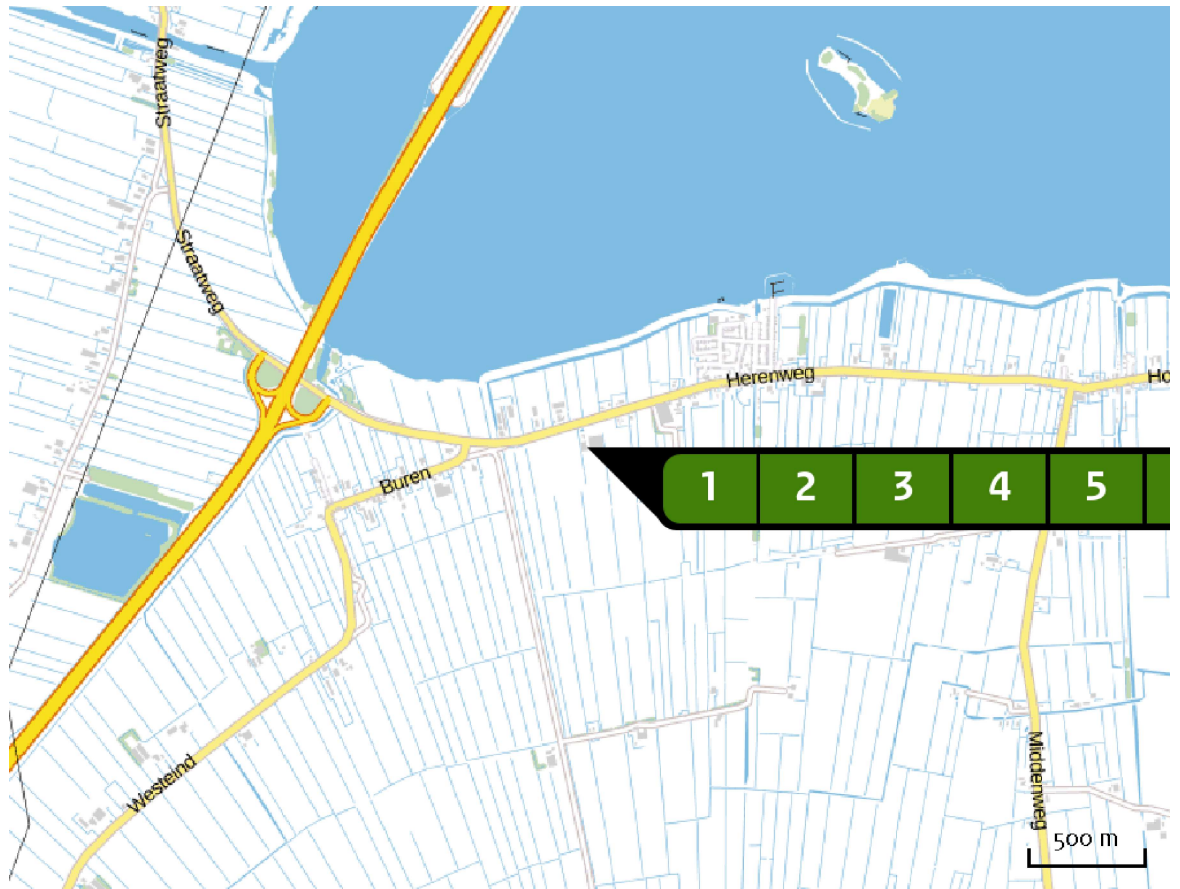 Straatweg
Straatweg
Herenweg
Ho
Buren
1 2 3 4 5
Westeind
Middenweg
500 m